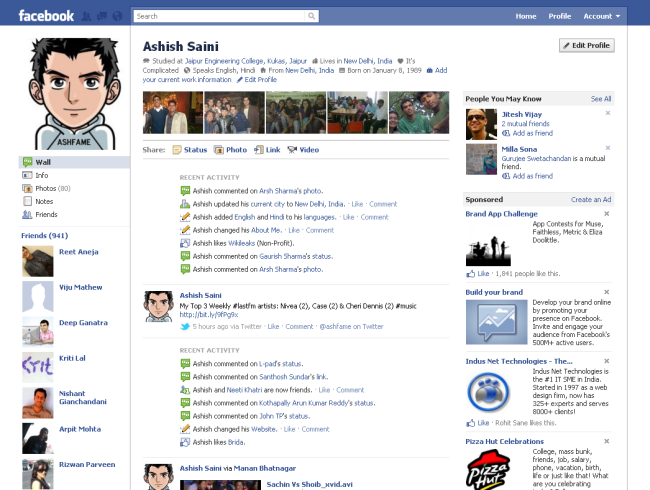 facebook
Search
Home Profile Account
Ashish Saini
Edit Profile
Studied at Jaipur Engineering College, Kukas, Jaipur Lives in New Delhi, India It's
Complicated Speaks English, Hindi From New Delhi, India Born on January 8, 1989 Add
your current work information Edit Profile
ASHFAME
Wall
Info
Photos (80)
Notes
Friends
Friends (941)
Reet Aneja
Viju Mathew
Deep Ganatra
Kriti Lal
Nishant
Gianchandani
Arpit Mohta
Rizwan Parveen
Share: Status Photo Link Video
RECENT ACTIVITY
Ashish commented on Arsh Sharma's photo.
Ashish updated his current city to New Delhi, India. · Like · Comment
Ashish added English and Hindi to his languages. · Like · Comment
Ashish changed his About Me. · Like · Comment
Ashish likes Wikileaks (Non-Profit).
Ashish commented on Gaurish Sharma's status.
Ashish commented on Arsh Sharma's photo.
Ashish Saini
My Top 3 Weekly #lastfm artists: Nivea (2), Case (2) & Cheri Dennis (2) #music
http://bit.ly/9fPg9x
5 hours ago via Twitter · Like · Comment · @ashfame on Twitter
RECENT ACTIVITY
Ashish commented on L-pad's status.
Ashish commented on Santhosh Sundar's link.
Ashish and Neeti Khatri are now friends. · Like · Comment
Ashish commented on Kothapally Arun Kumar Reddy's status.
Ashish commented on John TP's status.
Ashish changed his Website. · Like · Comment
Ashish likes Brida.
Ashish Saini via Manan Bhatnagar
Sachin Vs Shoib_xvid.avi
People You May Know
See All
Jitesh Vijay
2 mutual friends
Add as friend
Milla Sona
Gurujee Swetachandan is a mutual
friend.
Add as friend
Sponsored
Create an Ad
Brand App Challenge
App Contests for Muse,
Faithless, Metric & Eliza
Doolittle.
Like · 1,841 people like this.
Build your brand
Develop your brand online
by promoting your
presence on Facebook.
Invite and engage your
audience from Facebook's
500M+ active users.
Indus Net Technologies - The...
Indus Net Technologies is
the #1 IT SME in India.
Started in 1997 as a web
design firm, now has
325+ experts and serves
8000+ clients!
Like · Rohit Sane likes this.
Pizza Hut Celebrations
College, mass bunk,
friends, job, salary,
phone, vacation, birth,
life or just like that! What
are you celebrating
Pizza
Hut